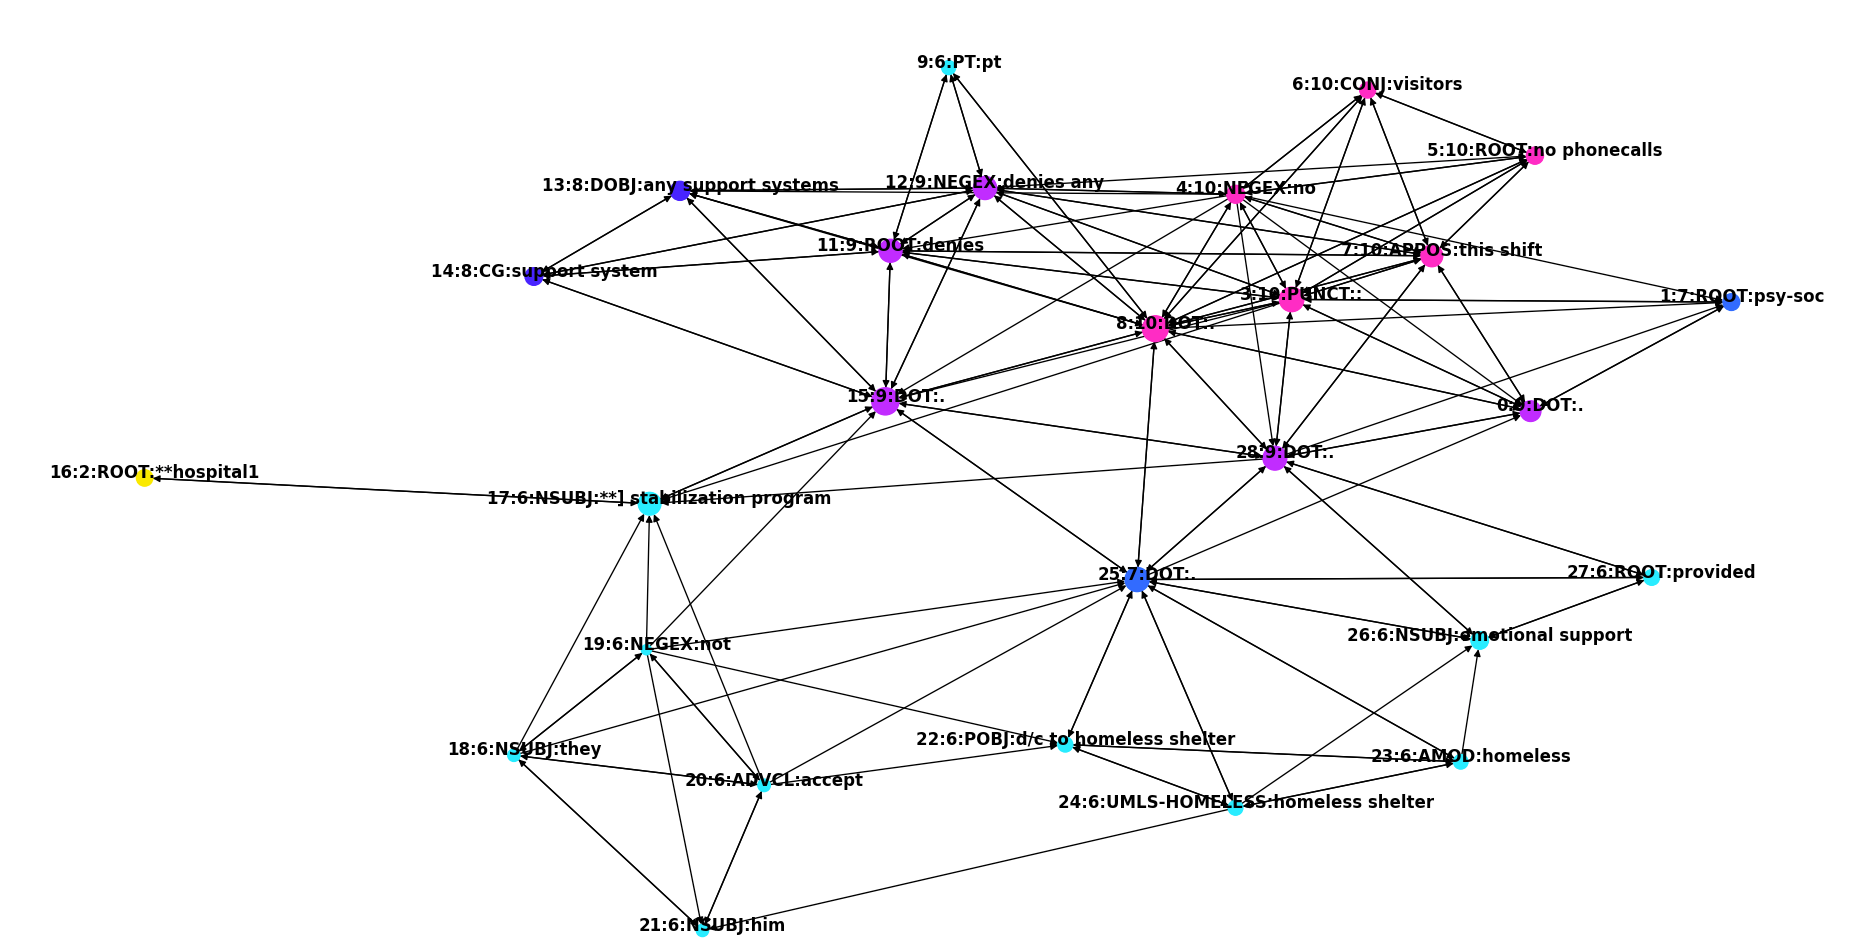 9:6:PT:pt
6:10:CONJ:visitors
5:10:ROOT:no phonecalls
13:8:DOBJ:any support systems
12:9:NEGEX:denies any
4:10:NEGEX:no
11:9:ROOT:denies
7:10:APPOS:this shift
14:8:CG:support system
3:10:PUNCT::
1:7:ROOT:psy-soc
8:10:DOT:.
15:9:DOT:.
0:9:DOT:.
28:9:DOT:.
16:2:ROOT:**hospital1
17:6:NSUBJ:**] stabilization program
25:7:DOT:.
27:6:ROOT:provided
26:6:NSUBJ:emotional support
19:6:NEGEX:not
22:6:POBJ:d/c to homeless shelter
18:6:NSUBJ:they
23:6:AMOD:homeless
20:6:ADVCL:accept
24:6:UMLS-HOMELESS:homeless shelter
21:6:NSUBJ:him